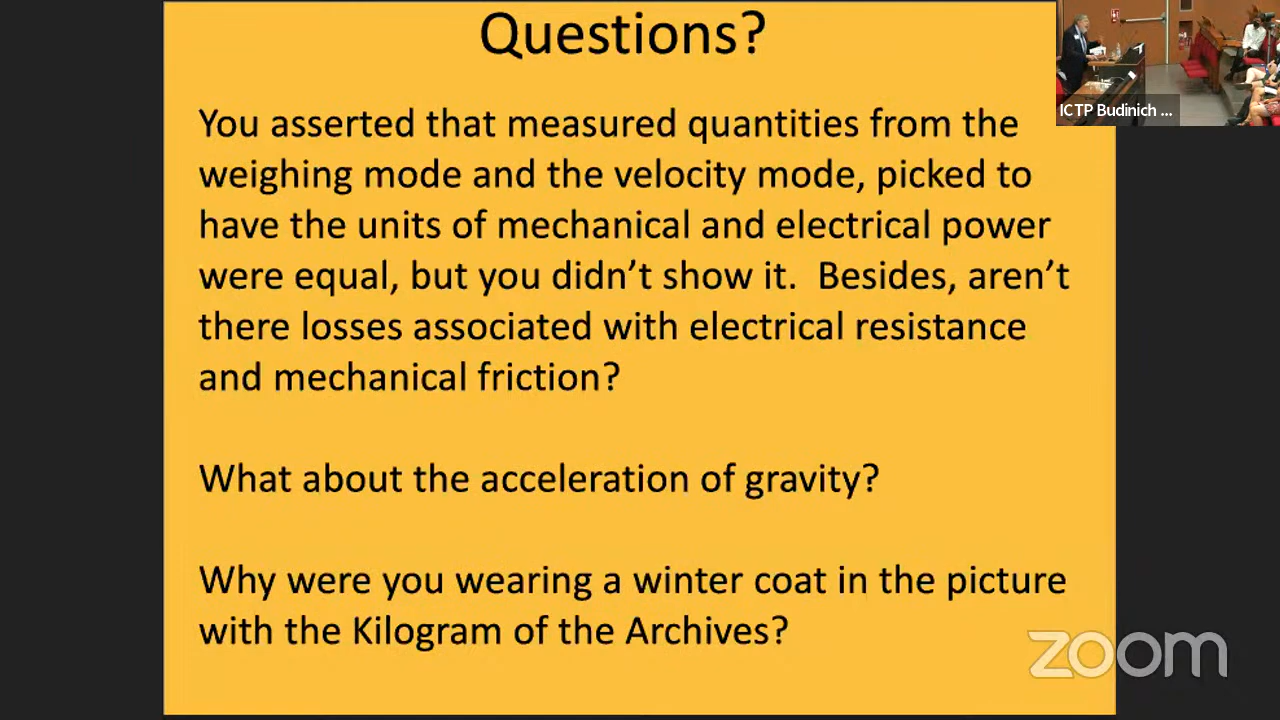 Questions?
ICTP Budinich ...
You asserted that measured quantities from the
weighing mode and the velocity mode, picked to
have the units of mechanical and electrical power
were equal, but you didn’t show it.  Besides, aren’t
there losses associated with electrical resistance
and mechanical friction?
What about the acceleration of gravity?
Why were you wearing a winter coat in the picture
with the Kilogram of the Archives?
zoom